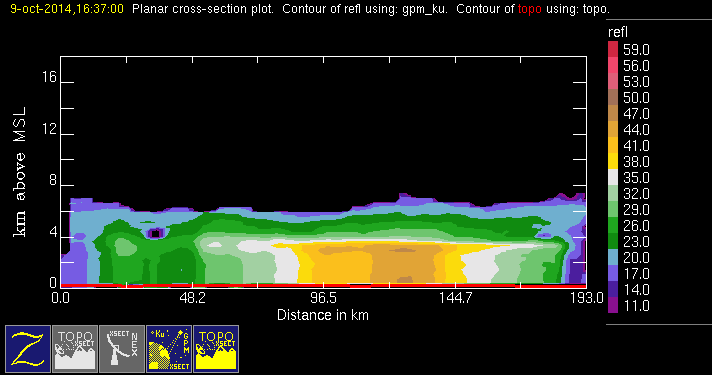 9-oct-2014,16:37:00 Planar cross-section plot. Contour of refl using: gpm_ku. Contour of topo using: topo.
refl
59.0
56.0
53.0
50.0
47.0
44.0
41.0
38.0
35.0
32.0
29.0
26.0
23.0
20.0
17.0
14.0
11.0
km above MSL
16
12
8
4
0
0.0 48.2 96.5 144.7 193.0
Distance in km
Z
TOPO XSECT
XSECT
Ku GPM XSECT
TOPO XSECT